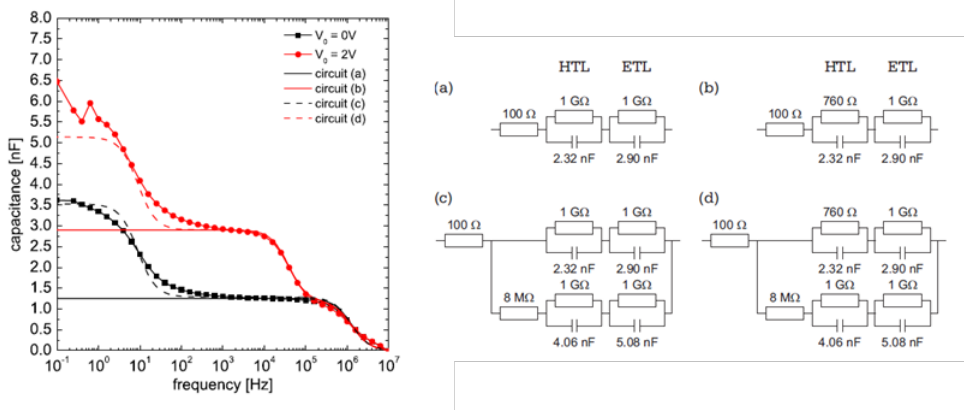 8.0
7.5
7.0
6.5
6.0
5.5
5.0
4.5
4.0
3.5
3.0
2.5
2.0
1.5
1.0
0.5
0.0
capacitance [nF]
10⁻¹ 10⁰ 10¹ 10² 10³ 10⁴ 10⁵ 10⁶ 10⁷
frequency [Hz]
V₀ = 0V
V₀ = 2V
circuit (a)
circuit (b)
circuit (c)
circuit (d)
(a)
HTL ETL
100 Ω 1 GΩ 1 GΩ
2.32 nF 2.90 nF
(b)
HTL ETL
100 Ω 760 Ω 1 GΩ
2.32 nF 2.90 nF
(c)
100 Ω 1 GΩ 1 GΩ
2.32 nF 2.90 nF
8 MΩ 1 GΩ 1 GΩ
4.06 nF 5.08 nF
(d)
100 Ω 760 Ω 1 GΩ
2.32 nF 2.90 nF
8 MΩ 1 GΩ 1 GΩ
4.06 nF 5.08 nF